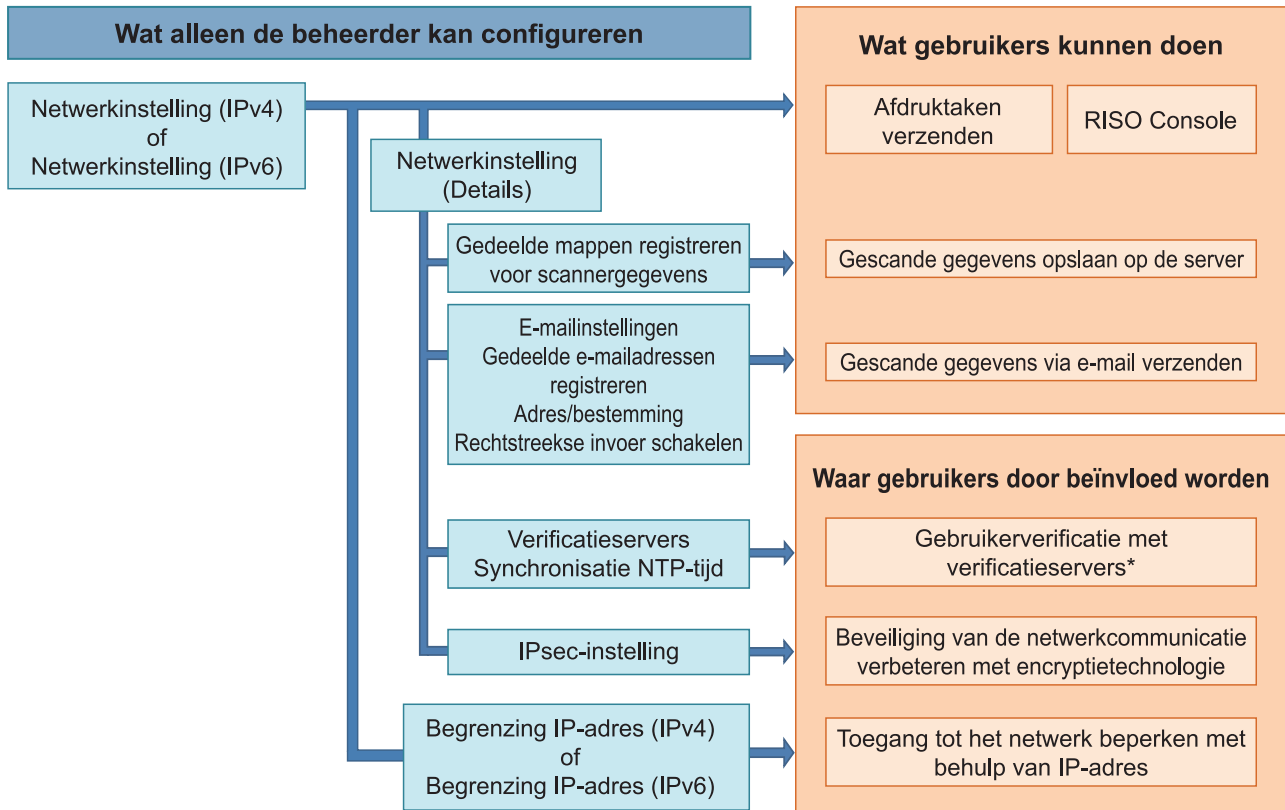 Wat alleen de beheerder kan configureren
Netwerkinstelling (IPv4)
of
Netwerkinstelling (IPv6)
Netwerkinstelling
(Details)
Gedeelde mappen registreren
voor scannergegevens
E-mailinstellingen
Gedeelde e-mailadressen
registreren
Adres/bestemming
Rechtstreekse invoer schakelen
Verificatieservers
Synchronisatie NTP-tijd
IPsec-instelling
Begrenzing IP-adres (IPv4)
of
Begrenzing IP-adres (IPv6)
Wat gebruikers kunnen doen
Afdruktaken
verzenden
RISO Console
Gescande gegevens opslaan op de server
Gescande gegevens via e-mail verzenden
Waar gebruikers door beïnvloed worden
Gebruikerverificatie met
verificatieservers*
Beveiliging van de netwerkcommunicatie
verbeteren met encryptietechnologie
Toegang tot het netwerk beperken met
behulp van IP-adres